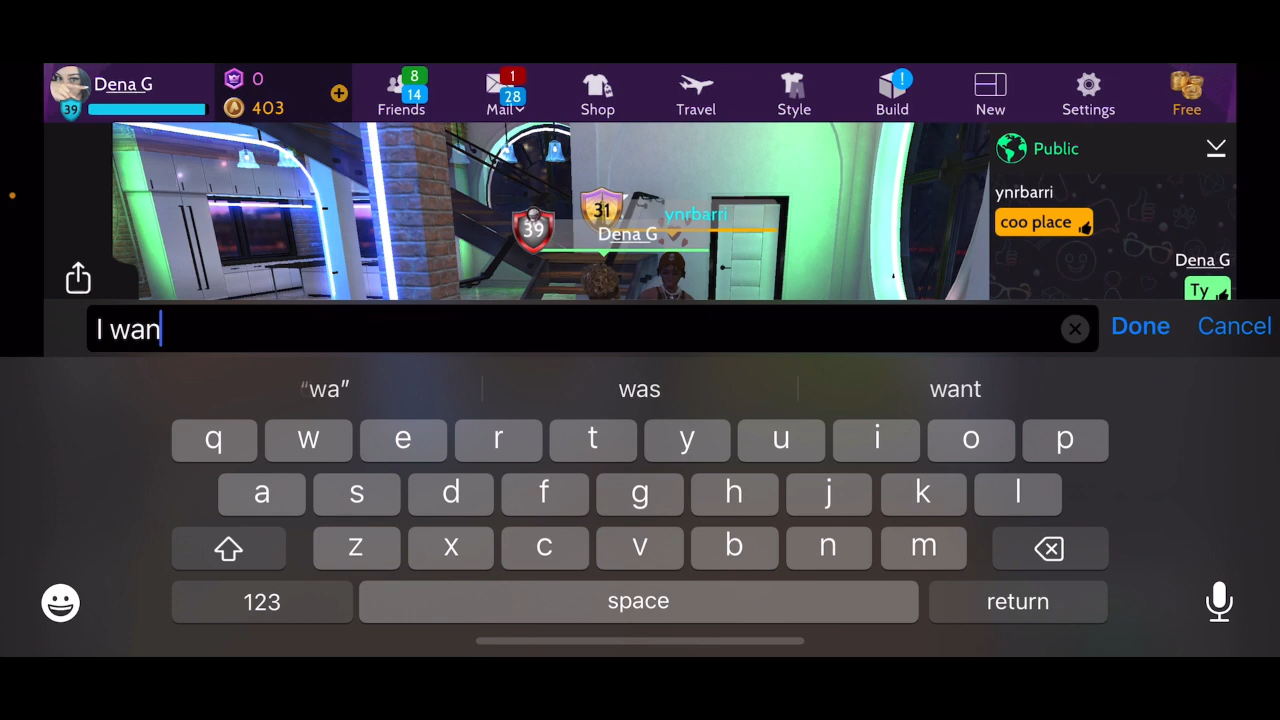 Dena G
39
0
403
8
14
Friends
1
28
Mail
Shop
Travel
Style
!
Build
New
Settings
Free
Public
ynrbarri
coo place
Dena G
Ty
31
ynrbarri
39
Dena G
I wan
Done
Cancel
“wa”
was
want
q w e r t y u i o p
a s d f g h j k l
z x c v b n m
123
space
return